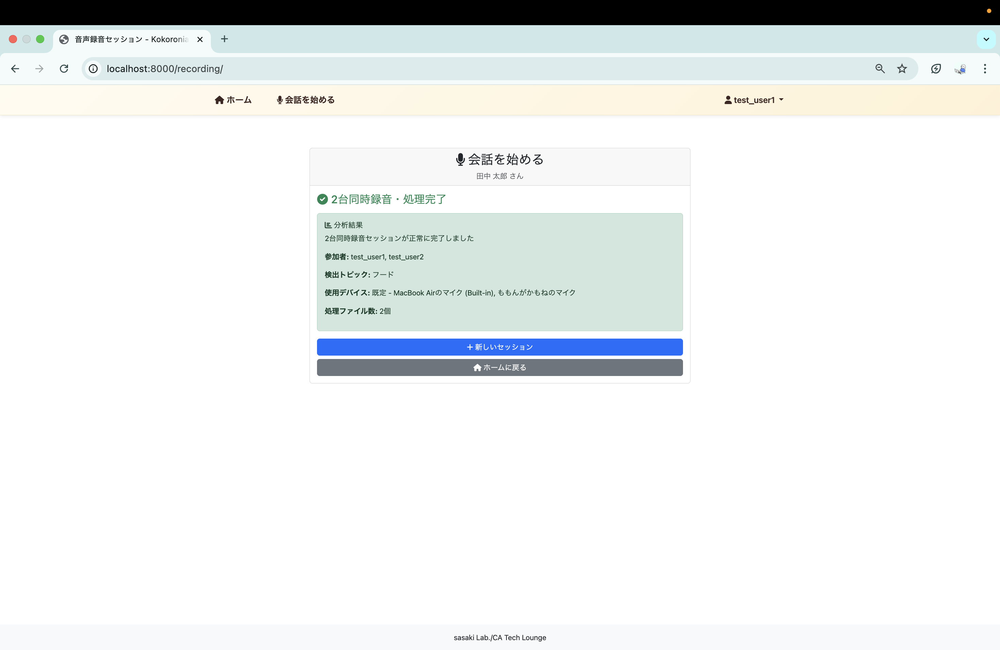 音声録音セッション - Kokoronia
localhost:8000/recording/
ホーム 会話を始める test_user1
会話を始める
田中 太郎 さん
2台同時録音・処理完了
分析結果
2台同時録音セッションが正常に完了しました
参加者: test_user1, test_user2
検出トピック: フード
使用デバイス: 既定 - MacBook Airのマイク (Built-in), ももんがかもねのマイク
処理ファイル数: 2個
新しいセッション
ホームに戻る
sasaki Lab./CA Tech Lounge